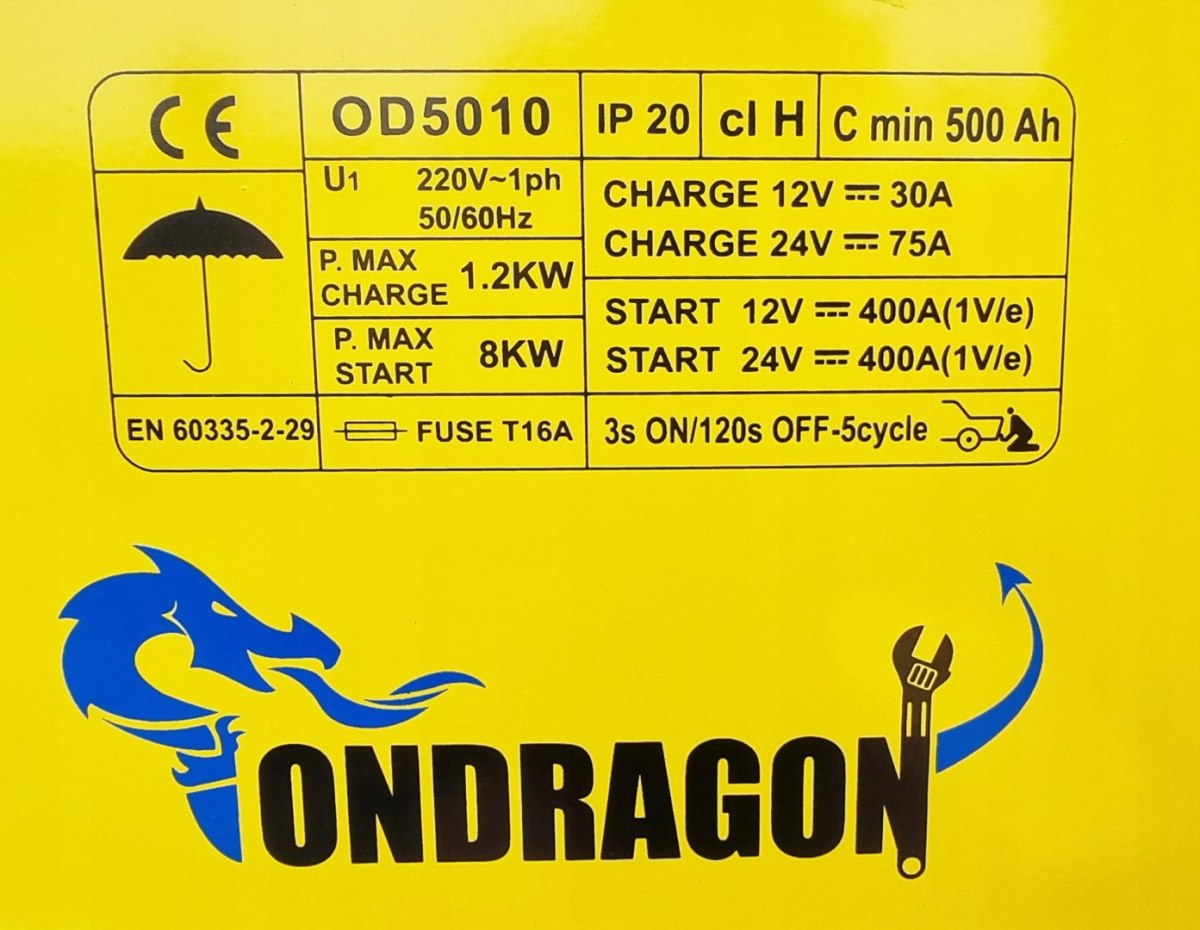 CE
OD5010
IP 20
cl H
C min 500 Ah
U1 220V~1ph
50/60Hz
CHARGE 12V ⎓ 30A
CHARGE 24V ⎓ 75A
P. MAX
CHARGE 1.2KW
START 12V ⎓ 400A(1V/e)
START 24V ⎓ 400A(1V/e)
P. MAX
START 8KW
EN 60335-2-29
FUSE T16A
3s ON/120s OFF-5cycle
ONDRAGON